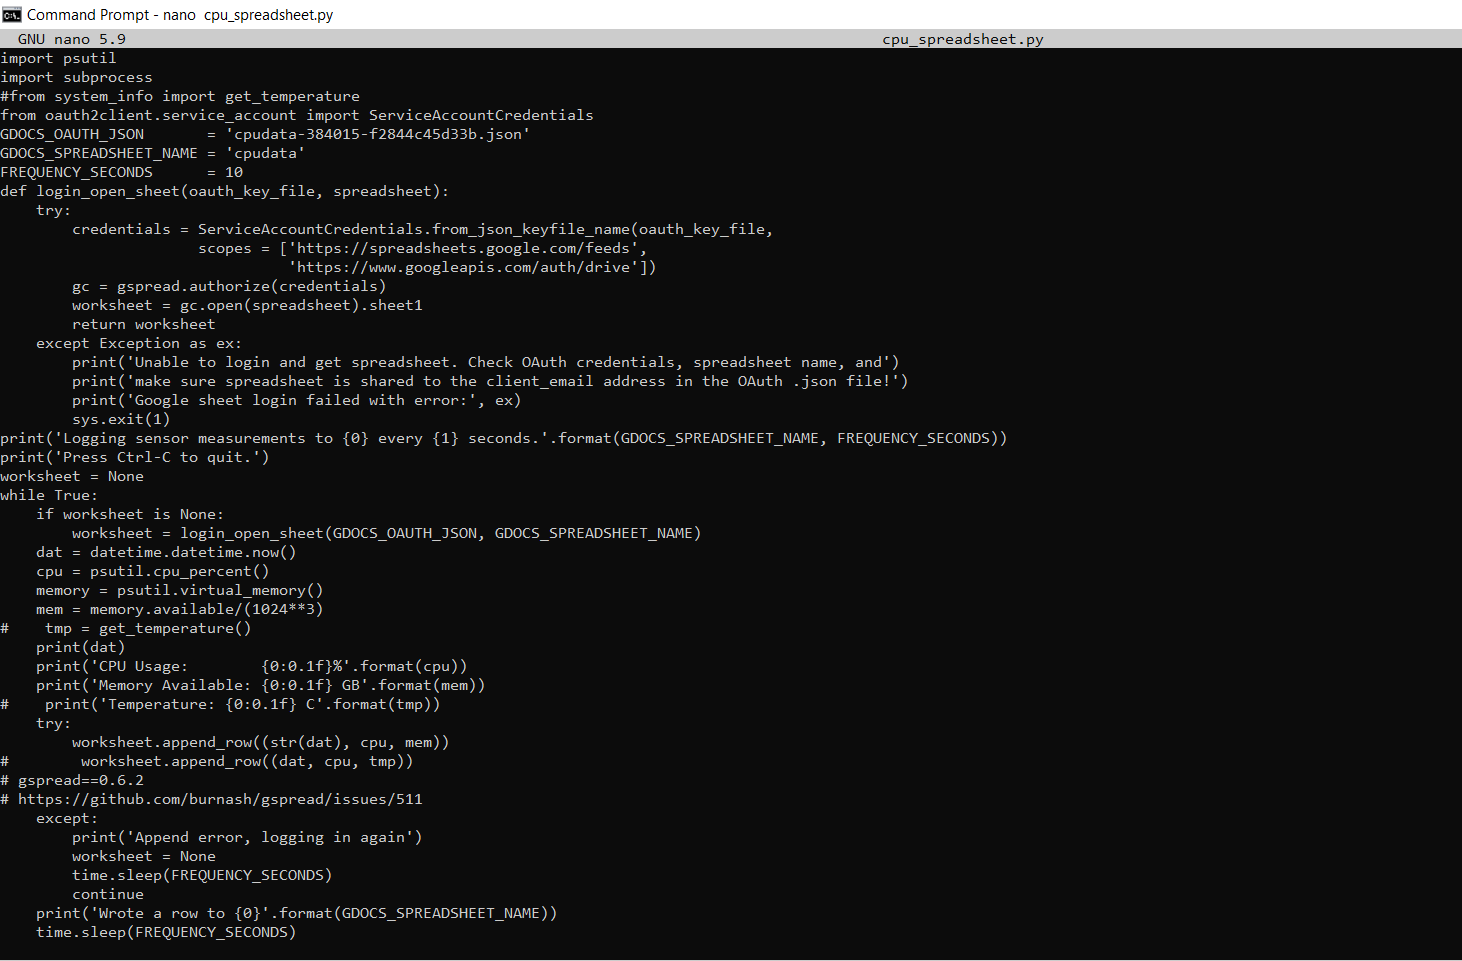 Command Prompt - nano  cpu_spreadsheet.py
GNU nano 5.9                                        cpu_spreadsheet.py
import psutil
import subprocess
#from system_info import get_temperature
from oauth2client.service_account import ServiceAccountCredentials
GDOCS_OAUTH_JSON       = 'cpudata-384015-f2844c45d33b.json'
GDOCS_SPREADSHEET_NAME = 'cpudata'
FREQUENCY_SECONDS      = 10
def login_open_sheet(oauth_key_file, spreadsheet):
    try:
        credentials = ServiceAccountCredentials.from_json_keyfile_name(oauth_key_file,
                      scopes = ['https://spreadsheets.google.com/feeds',
                                'https://www.googleapis.com/auth/drive'])
        gc = gspread.authorize(credentials)
        worksheet = gc.open(spreadsheet).sheet1
        return worksheet
    except Exception as ex:
        print('Unable to login and get spreadsheet. Check OAuth credentials, spreadsheet name, and')
        print('make sure spreadsheet is shared to the client_email address in the OAuth .json file!')
        print('Google sheet login failed with error:', ex)
        sys.exit(1)
print('Logging sensor measurements to {0} every {1} seconds.'.format(GDOCS_SPREADSHEET_NAME, FREQUENCY_SECONDS))
print('Press Ctrl-C to quit.')
worksheet = None
while True:
    if worksheet is None:
        worksheet = login_open_sheet(GDOCS_OAUTH_JSON, GDOCS_SPREADSHEET_NAME)
    dat = datetime.datetime.now()
    cpu = psutil.cpu_percent()
    memory = psutil.virtual_memory()
    mem = memory.available/(1024**3)
#    tmp = get_temperature()
    print(dat)
    print('CPU Usage:        {0:0.1f}%'.format(cpu))
    print('Memory Available: {0:0.1f} GB'.format(mem))
#    print('Temperature: {0:0.1f} C'.format(tmp))
    try:
        worksheet.append_row((str(dat), cpu, mem))
#        worksheet.append_row((dat, cpu, tmp))
# gspread==0.6.2
# https://github.com/burnash/gspread/issues/511
    except:
        print('Append error, logging in again')
        worksheet = None
        time.sleep(FREQUENCY_SECONDS)
        continue
    print('Wrote a row to {0}'.format(GDOCS_SPREADSHEET_NAME))
    time.sleep(FREQUENCY_SECONDS)